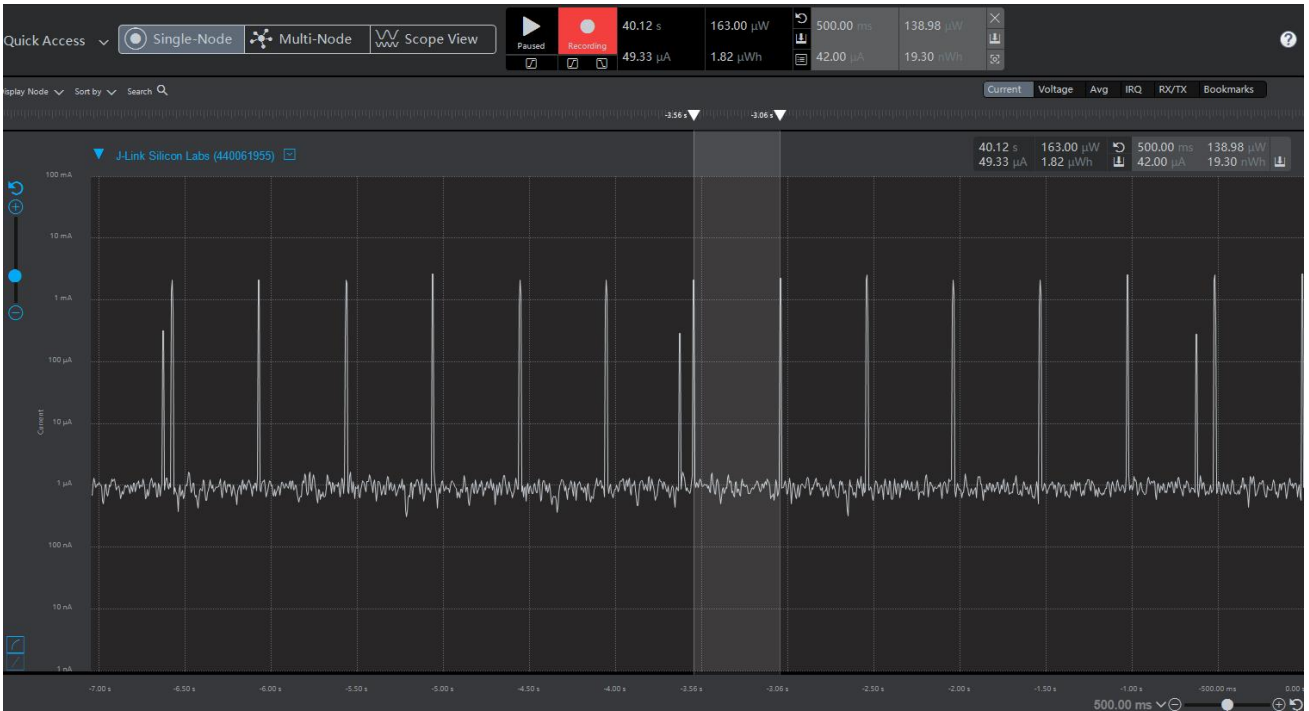 Quick Access Single-Node Multi-Node Scope View
Paused Recording
40.12 s 163.00 µW 500.00 ms 138.98 µW
49.33 µA 1.82 µWh 42.00 µA 19.30 nWh
isplay Node Sort by Search
Current Voltage Avg IRQ RX/TX Bookmarks
-3.56 s -3.06 s
J-Link Silicon Labs (440061955)
40.12 s 163.00 µW 500.00 ms 138.98 µW
49.33 µA 1.82 µWh 42.00 µA 19.30 nWh
100 mA
10 mA
1 mA
100 µA
10 µA
Current
1 µA
100 nA
10 nA
1 nA
-7.00 s -6.50 s -6.00 s -5.50 s -5.00 s -4.50 s -4.00 s -3.56 s -3.06 s -2.50 s -2.00 s -1.50 s -1.00 s -500.00 ms 0.00 s
500.00 ms